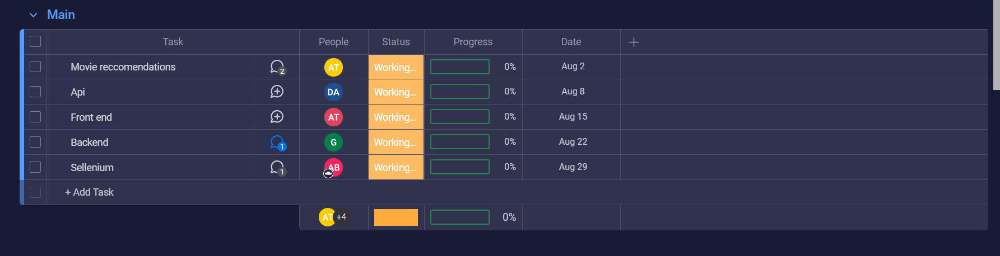 Main
Task People Status Progress Date
Movie reccomendations 2 AT Working... 0% Aug 2
Api DA Working... 0% Aug 8
Front end AT Working... 0% Aug 15
Backend 1 G Working... 0% Aug 22
Sellenium 1 AB Working... 0% Aug 29
+ Add Task
AT +4 0%